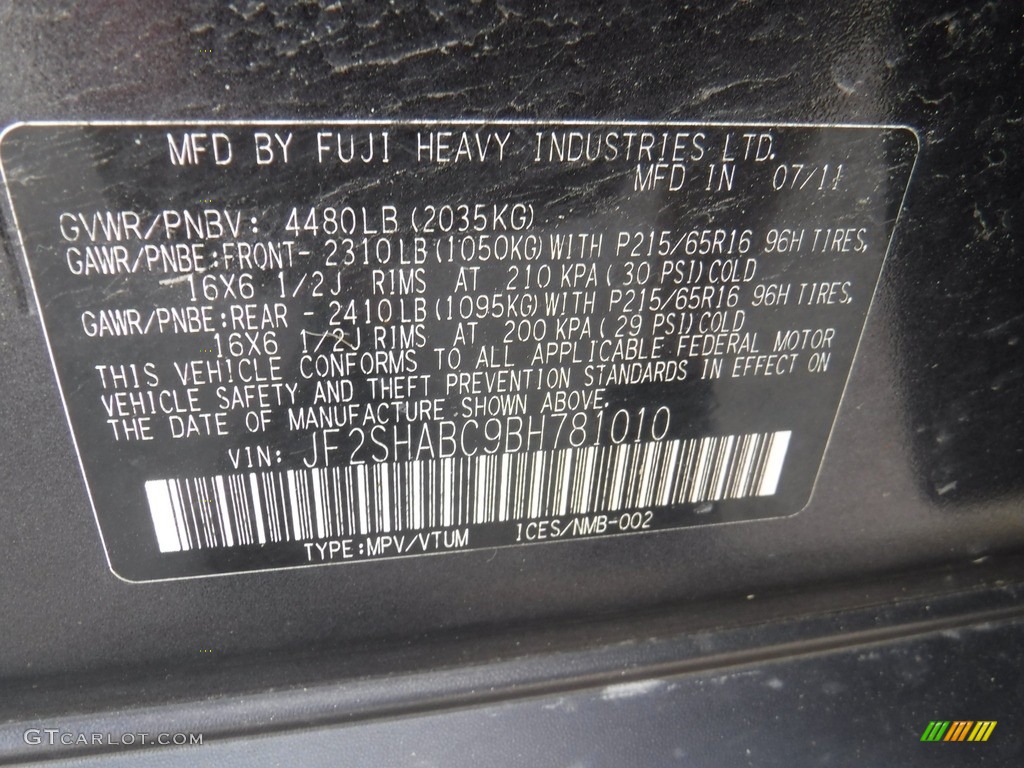 MFD BY FUJI HEAVY INDUSTRIES LTD.
MFD IN 07/11
GVWR/PNBV: 4480LB (2035KG)
GAWR/PNBE:FRONT- 2310LB (1050KG) WITH P215/65R16 96H TIRES,
16X6 1/2J RIMS AT 210 KPA (30 PSI) COLD
GAWR/PNBE:REAR - 2410LB (1095KG) WITH P215/65R16 96H TIRES,
16X6 1/2J RIMS AT 200 KPA (29 PSI) COLD
THIS VEHICLE CONFORMS TO ALL APPLICABLE FEDERAL MOTOR
VEHICLE SAFETY AND THEFT PREVENTION STANDARDS IN EFFECT ON
THE DATE OF MANUFACTURE SHOWN ABOVE.
VIN: JF2SHABC9BH781010
TYPE:MPV/VTUM ICES/NMB-002
GTCARLOT.COM